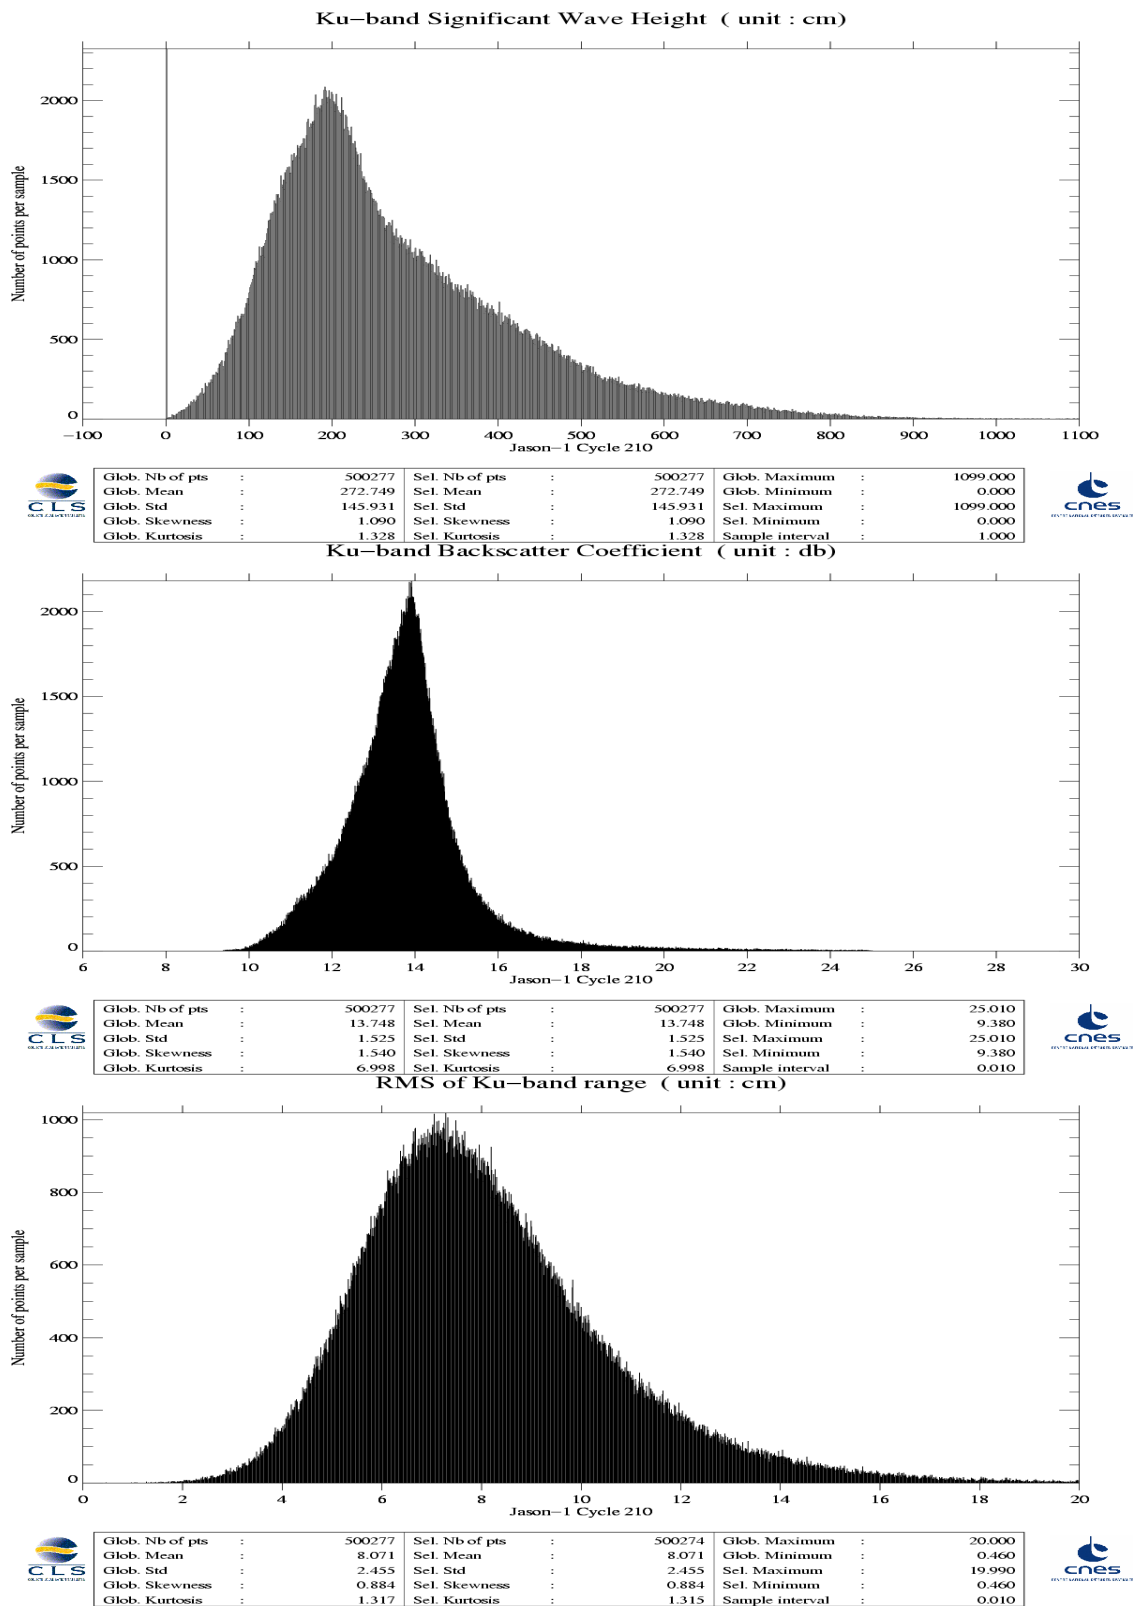 Ku−band Significant Wave Height ( unit : cm)
Number of points per sample
2000
1500
1000
500
0
−100 0 100 200 300 400 500 600 700 800 900 1000 1100
Jason−1 Cycle 210
CLS
Glob. Nb of pts : 500277 Sel. Nb of pts : 500277 Glob. Maximum : 1099.000
Glob. Mean : 272.749 Sel. Mean : 272.749 Glob. Minimum : 0.000
Glob. Std : 145.931 Sel. Std : 145.931 Sel. Maximum : 1099.000
Glob. Skewness : 1.090 Sel. Skewness : 1.090 Sel. Minimum : 0.000
Glob. Kurtosis : 1.328 Sel. Kurtosis : 1.328 Sample interval : 1.000
cnes
Ku−band Backscatter Coefficient ( unit : db)
Number of points per sample
2000
1500
1000
500
0
6 8 10 12 14 16 18 20 22 24 26 28 30
Jason−1 Cycle 210
CLS
Glob. Nb of pts : 500277 Sel. Nb of pts : 500277 Glob. Maximum : 25.010
Glob. Mean : 13.748 Sel. Mean : 13.748 Glob. Minimum : 9.380
Glob. Std : 1.525 Sel. Std : 1.525 Sel. Maximum : 25.010
Glob. Skewness : 1.540 Sel. Skewness : 1.540 Sel. Minimum : 9.380
Glob. Kurtosis : 6.998 Sel. Kurtosis : 6.998 Sample interval : 0.010
cnes
RMS of Ku−band range ( unit : cm)
Number of points per sample
1000
800
600
400
200
0
0 2 4 6 8 10 12 14 16 18 20
Jason−1 Cycle 210
CLS
Glob. Nb of pts : 500277 Sel. Nb of pts : 500274 Glob. Maximum : 20.000
Glob. Mean : 8.071 Sel. Mean : 8.071 Glob. Minimum : 0.460
Glob. Std : 2.455 Sel. Std : 2.455 Sel. Maximum : 19.990
Glob. Skewness : 0.884 Sel. Skewness : 0.884 Sel. Minimum : 0.460
Glob. Kurtosis : 1.317 Sel. Kurtosis : 1.315 Sample interval : 0.010
cnes